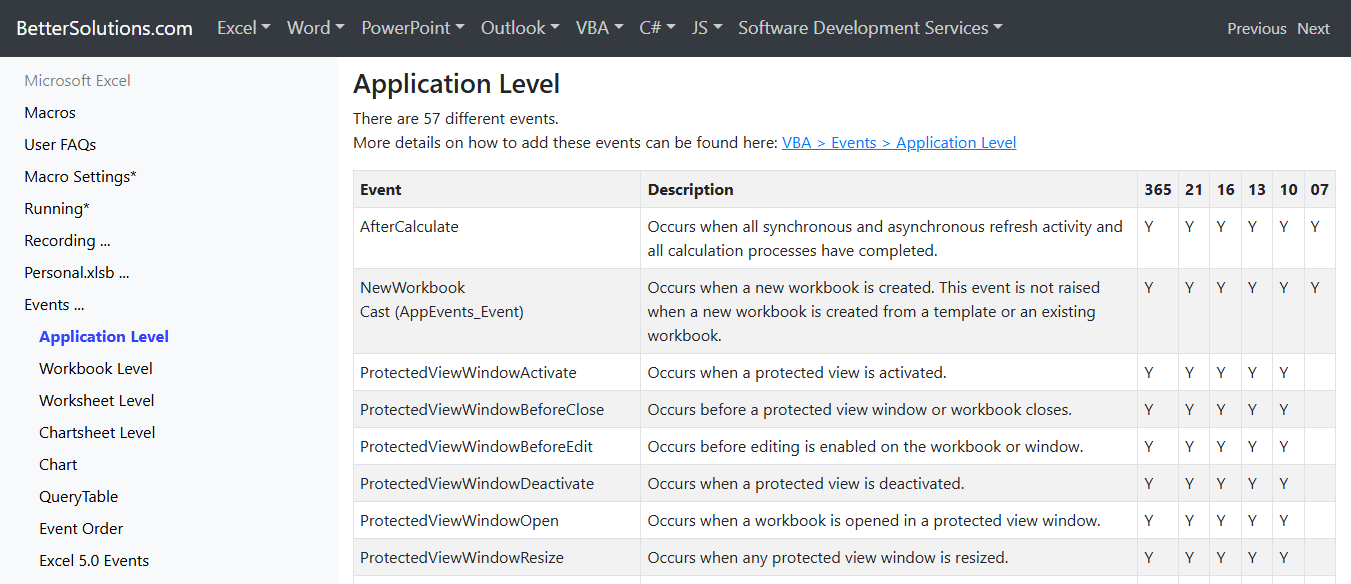 BetterSolutions.com Excel Word PowerPoint Outlook VBA C# JS Software Development Services Previous Next
Microsoft Excel
Macros
User FAQs
Macro Settings*
Running*
Recording ...
Personal.xlsb ...
Events ...
Application Level
Workbook Level
Worksheet Level
Chartsheet Level
Chart
QueryTable
Event Order
Excel 5.0 Events
Application Level
There are 57 different events.
More details on how to add these events can be found here: VBA > Events > Application Level
Event Description 365 21 16 13 10 07
AfterCalculate Occurs when all synchronous and asynchronous refresh activity and Y Y Y Y Y Y
all calculation processes have completed.
NewWorkbook Occurs when a new workbook is created. This event is not raised Y Y Y Y Y Y
Cast (AppEvents_Event) when a new workbook is created from a template or an existing
workbook.
ProtectedViewWindowActivate Occurs when a protected view is activated. Y Y Y Y Y
ProtectedViewWindowBeforeClose Occurs before a protected view window or workbook closes. Y Y Y Y Y
ProtectedViewWindowBeforeEdit Occurs before editing is enabled on the workbook or window. Y Y Y Y Y
ProtectedViewWindowDeactivate Occurs when a protected view is deactivated. Y Y Y Y Y
ProtectedViewWindowOpen Occurs when a workbook is opened in a protected view window. Y Y Y Y Y
ProtectedViewWindowResize Occurs when any protected view window is resized. Y Y Y Y Y